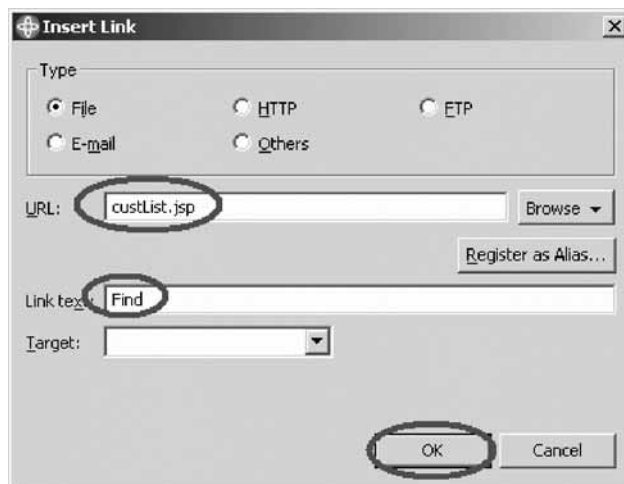 Insert Link
Type
File HTTP FTP
E-mail Others
URL: custList.jsp Browse
Register as Alias...
Link text: Find
Target:
OK Cancel